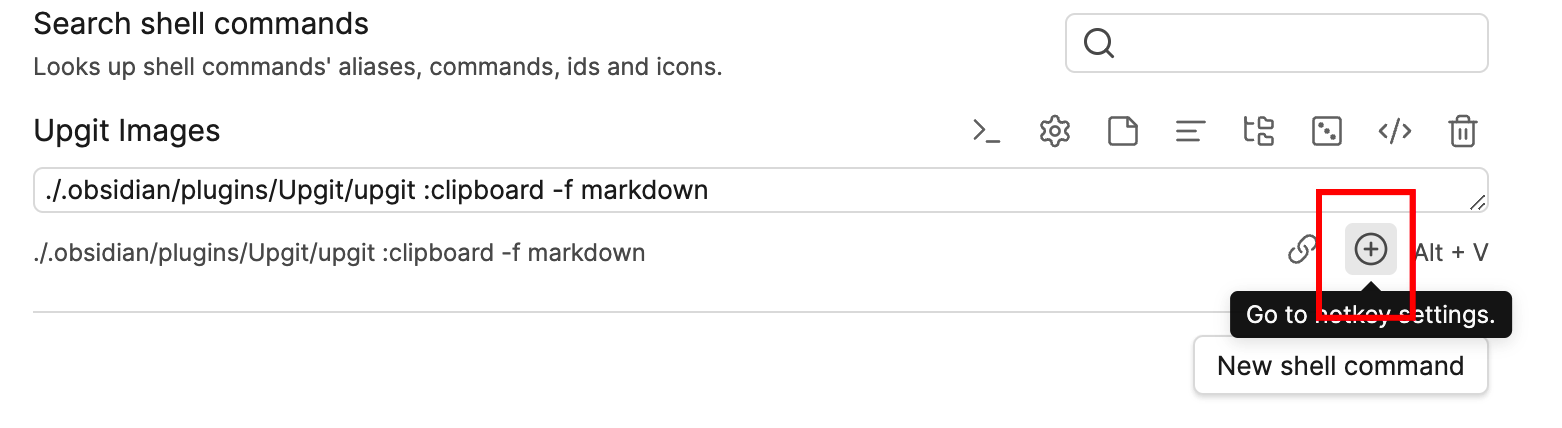 Search shell commands
Looks up shell commands' aliases, commands, ids and icons.
Upgit Images
./.obsidian/plugins/Upgit/upgit :clipboard -f markdown
./.obsidian/plugins/Upgit/upgit :clipboard -f markdown
Alt + V
Go to hotkey settings.
New shell command